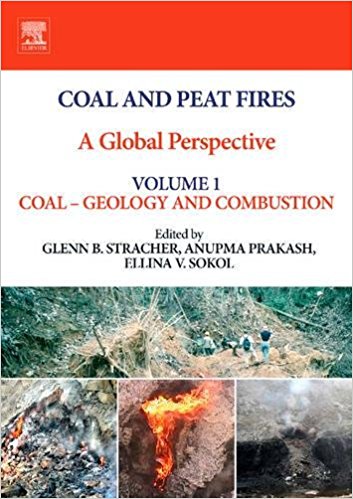 ELSEVIER
COAL AND PEAT FIRES
A Global Perspective
VOLUME 1
COAL – GEOLOGY AND COMBUSTION
Edited by
GLENN B. STRACHER, ANUPMA PRAKASH,
ELLINA V. SOKOL